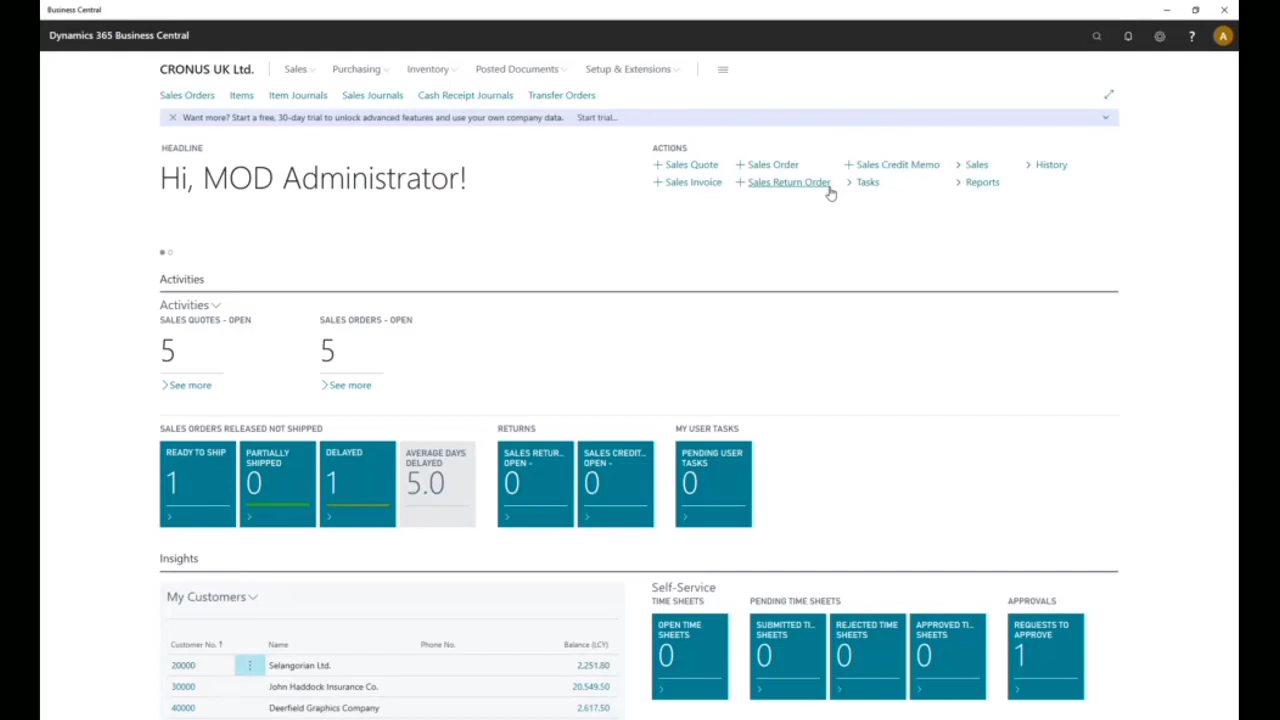 Business Central
Dynamics 365 Business Central
?
A
CRONUS UK Ltd.
Sales
Purchasing
Inventory
Posted Documents
Setup & Extensions
Sales Orders
Items
Item Journals
Sales Journals
Cash Receipt Journals
Transfer Orders
Want more? Start a free, 30-day trial to unlock advanced features and use your own company data. Start trial...
HEADLINE
Hi, MOD Administrator!
ACTIONS
+ Sales Quote
+ Sales Order
+ Sales Credit Memo
> Sales
> History
+ Sales Invoice
+ Sales Return Order
> Tasks
> Reports
Activities
Activities
SALES QUOTES - OPEN
5
> See more
SALES ORDERS - OPEN
5
> See more
SALES ORDERS RELEASED NOT SHIPPED
READY TO SHIP
1
PARTIALLY
SHIPPED
0
DELAYED
1
AVERAGE DAYS
DELAYED
5.0
RETURNS
SALES RETUR...
OPEN -
0
SALES CREDIT...
OPEN -
0
MY USER TASKS
PENDING USER
TASKS
0
Insights
My Customers
Customer No. ↑ Name Phone No. Balance (LCY)
20000 Selangorian Ltd. 2,251.80
30000 John Haddock Insurance Co. 20,549.50
40000 Deerfield Graphics Company 2,617.50
Self-Service
TIME SHEETS
OPEN TIME
SHEETS
0
PENDING TIME SHEETS
SUBMITTED TI...
SHEETS
0
REJECTED TIME
SHEETS
0
APPROVED TI...
SHEETS
0
APPROVALS
REQUESTS TO
APPROVE
1